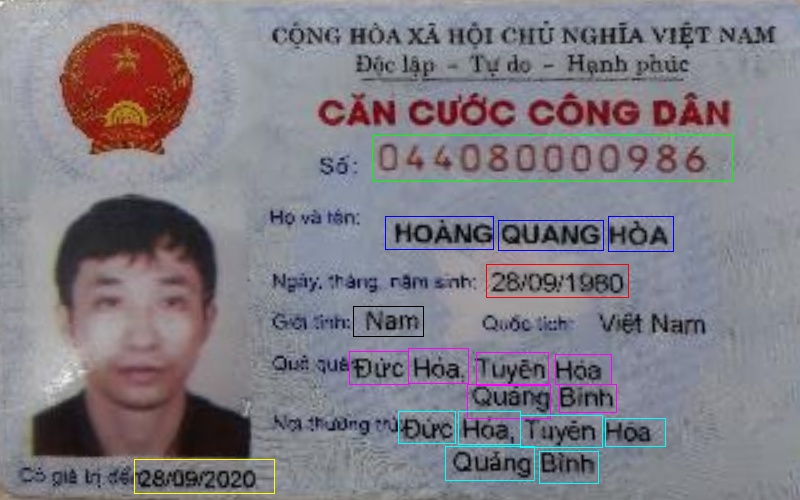 CỘNG HÒA XÃ HỘI CHỦ NGHĨA VIỆT NAM
Độc lập - Tự do - Hạnh phúc
CĂN CƯỚC CÔNG DÂN
Số: 044080000986
Họ và tên:
HOÀNG QUANG HÒA
Ngày, tháng, năm sinh: 28/09/1980
Giới tính: Nam Quốc tịch: Việt Nam
Quê quán: Đức Hóa, Tuyên Hóa
Quảng Bình
Nơi thường trú: Đức Hóa, Tuyên Hóa
Quảng Bình
Có giá trị đến 28/09/2020